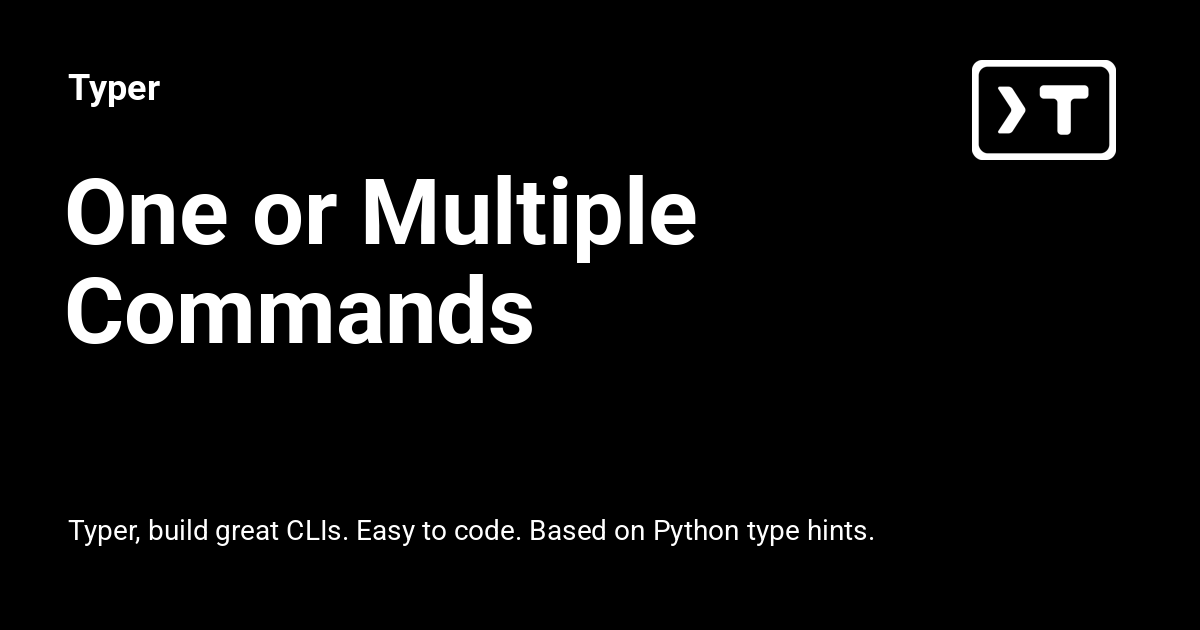 Typer
❯T
One or Multiple
Commands
Typer, build great CLIs. Easy to code. Based on Python type hints.